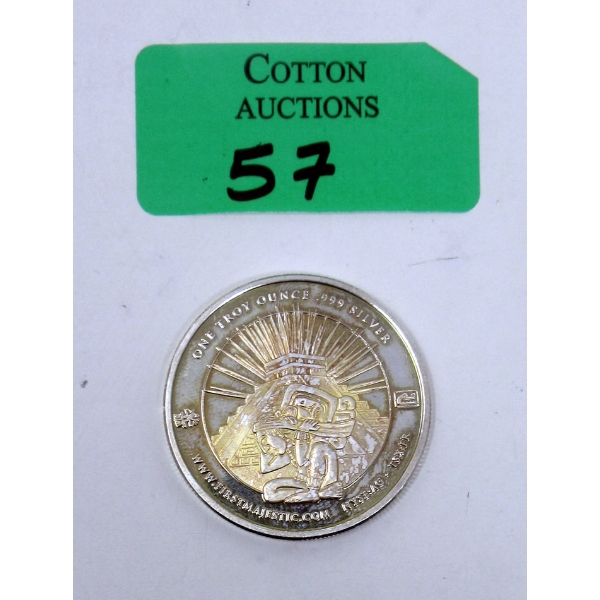 COTTON
AUCTIONS
57
ONE TROY OUNCE .999 SILVER
WWW.FIRSTMAJESTIC.COM